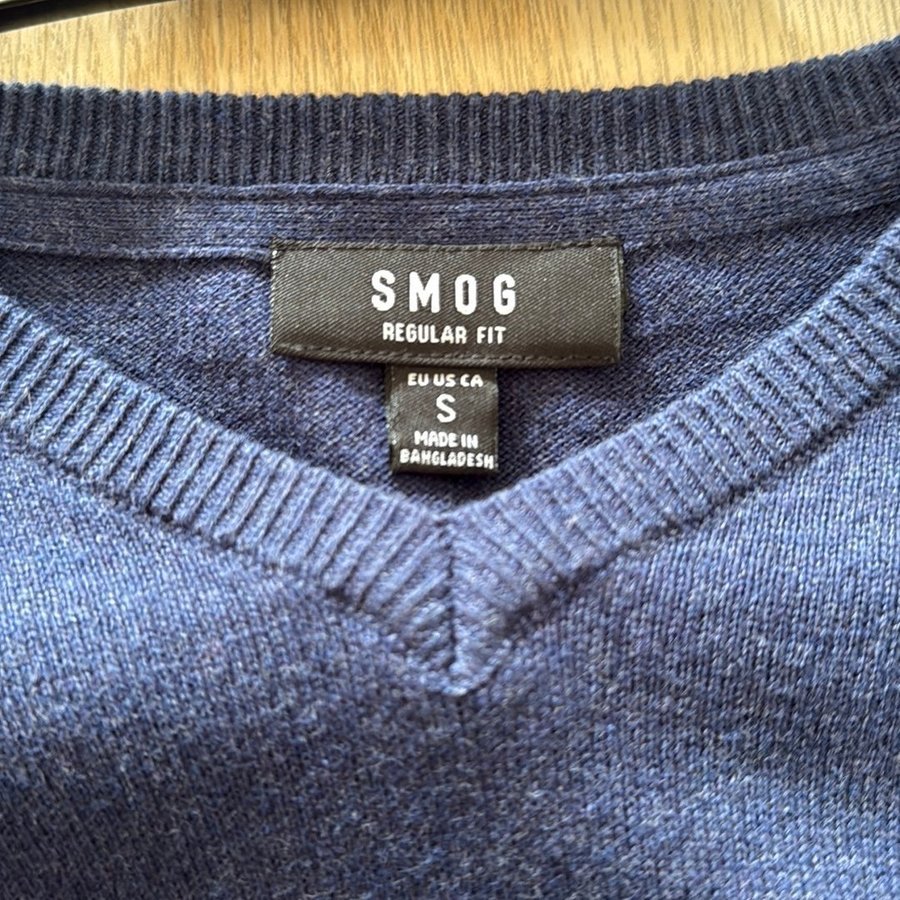 SMOG
REGULAR FIT
EU US CA
S
MADE IN
BANGLADESH